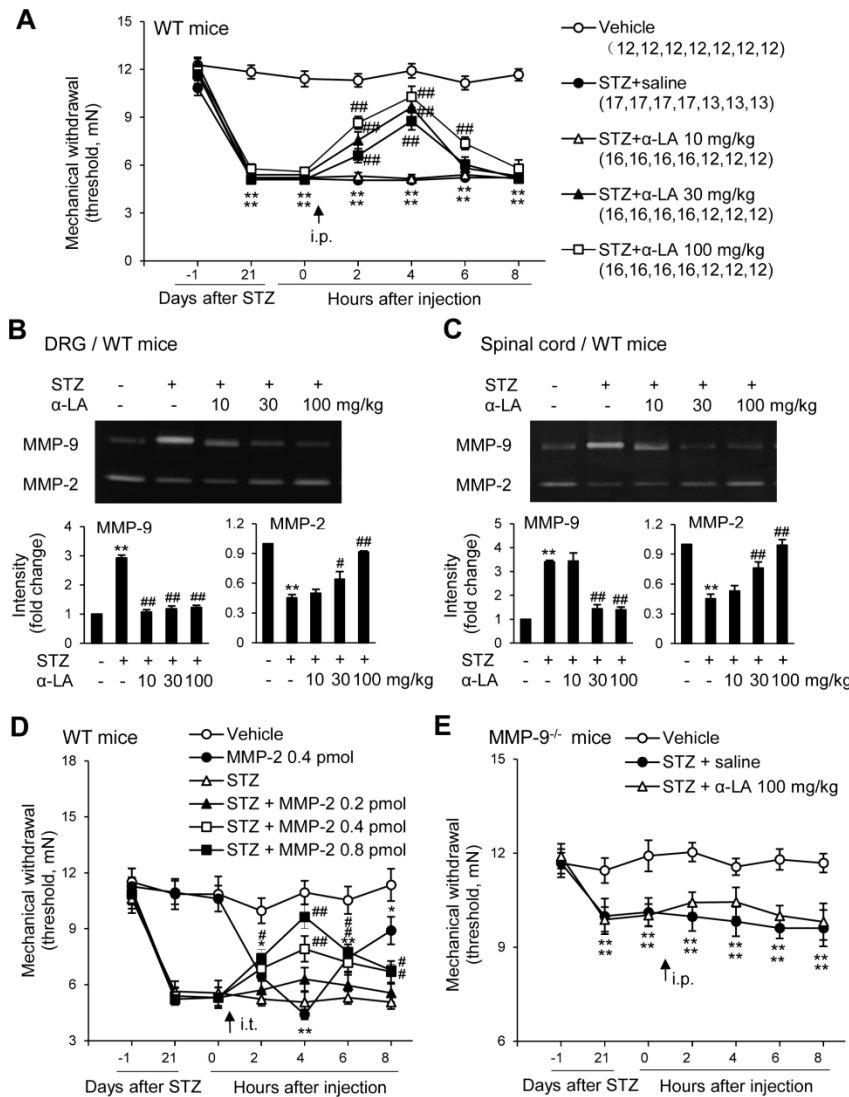 A
WT mice
Mechanical withdrawal
(threshold, mN)
15
12
9
6
3
0
##
##
##
##
##
##
##
** ** ** ** ** ** **
** ** ** ** ** **
i.p.
-1 21 0 2 4 6 8
Days after STZ Hours after injection
Vehicle
(12,12,12,12,12,12,12)
STZ+saline
(17,17,17,17,13,13,13)
STZ+α-LA 10 mg/kg
(16,16,16,16,12,12,12)
STZ+α-LA 30 mg/kg
(16,16,16,16,12,12,12)
STZ+α-LA 100 mg/kg
(16,16,16,16,12,12,12)
B
DRG / WT mice
STZ - + + + +
α-LA - - 10 30 100 mg/kg
MMP-9
MMP-2
MMP-9
Intensity
(fold change)
4
3
2
1
0
**
## ## ##
STZ - + + + +
α-LA - - 10 30 100
MMP-2
1.2
0.9
0.6
0.3
0
**
#
##
- + + + +
- - 10 30 100 mg/kg
C
Spinal cord / WT mice
STZ - + + + +
α-LA - - 10 30 100 mg/kg
MMP-9
MMP-2
MMP-9
Intensity
(fold change)
5
4
3
2
1
0
**
## ##
STZ - + + + +
α-LA - - 10 30 100
MMP-2
1.2
0.9
0.6
0.3
0
**
##
##
- + + + +
- - 10 30 100 mg/kg
D
WT mice
Vehicle
MMP-2 0.4 pmol
STZ
STZ + MMP-2 0.2 pmol
STZ + MMP-2 0.4 pmol
STZ + MMP-2 0.8 pmol
Mechanical withdrawal
(threshold, mN)
18
15
12
9
6
3
#
*
##
##
**
#
#
**
*
#
#
i.t.
-1 21 0 2 4 6 8
Days after STZ Hours after injection
E
MMP-9-/- mice
Vehicle
STZ + saline
STZ + α-LA 100 mg/kg
Mechanical withdrawal
(threshold, mN)
15
12
9
6
** ** ** ** ** **
** ** ** ** ** **
i.p.
-1 21 0 2 4 6 8
Days after STZ Hours after injection